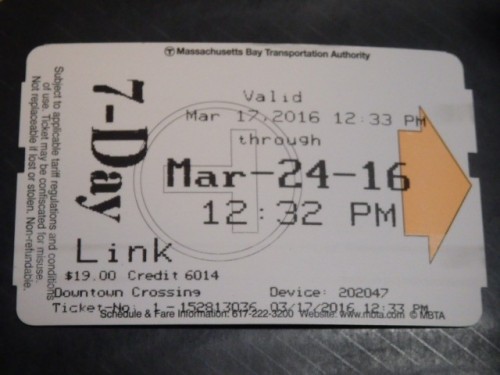 Massachusetts Bay Transportation Authority
Subject to applicable tariff regulations and conditions
of use. Ticket may be confiscated for misuse.
Not replaceable if lost or stolen. Non-refundable.
7-Day
Valid
Mar 17,2016 12:33 PM
through
Mar-24-16
12:32 PM
Link
$19.00 Credit 6014
Downtown Crossing Device: 202047
Ticket-No: 1 - 152813036 03/17/2016 12:33 PM
Schedule & Fare Information: 617-222-3200 Website: www.mbta.com © MBTA